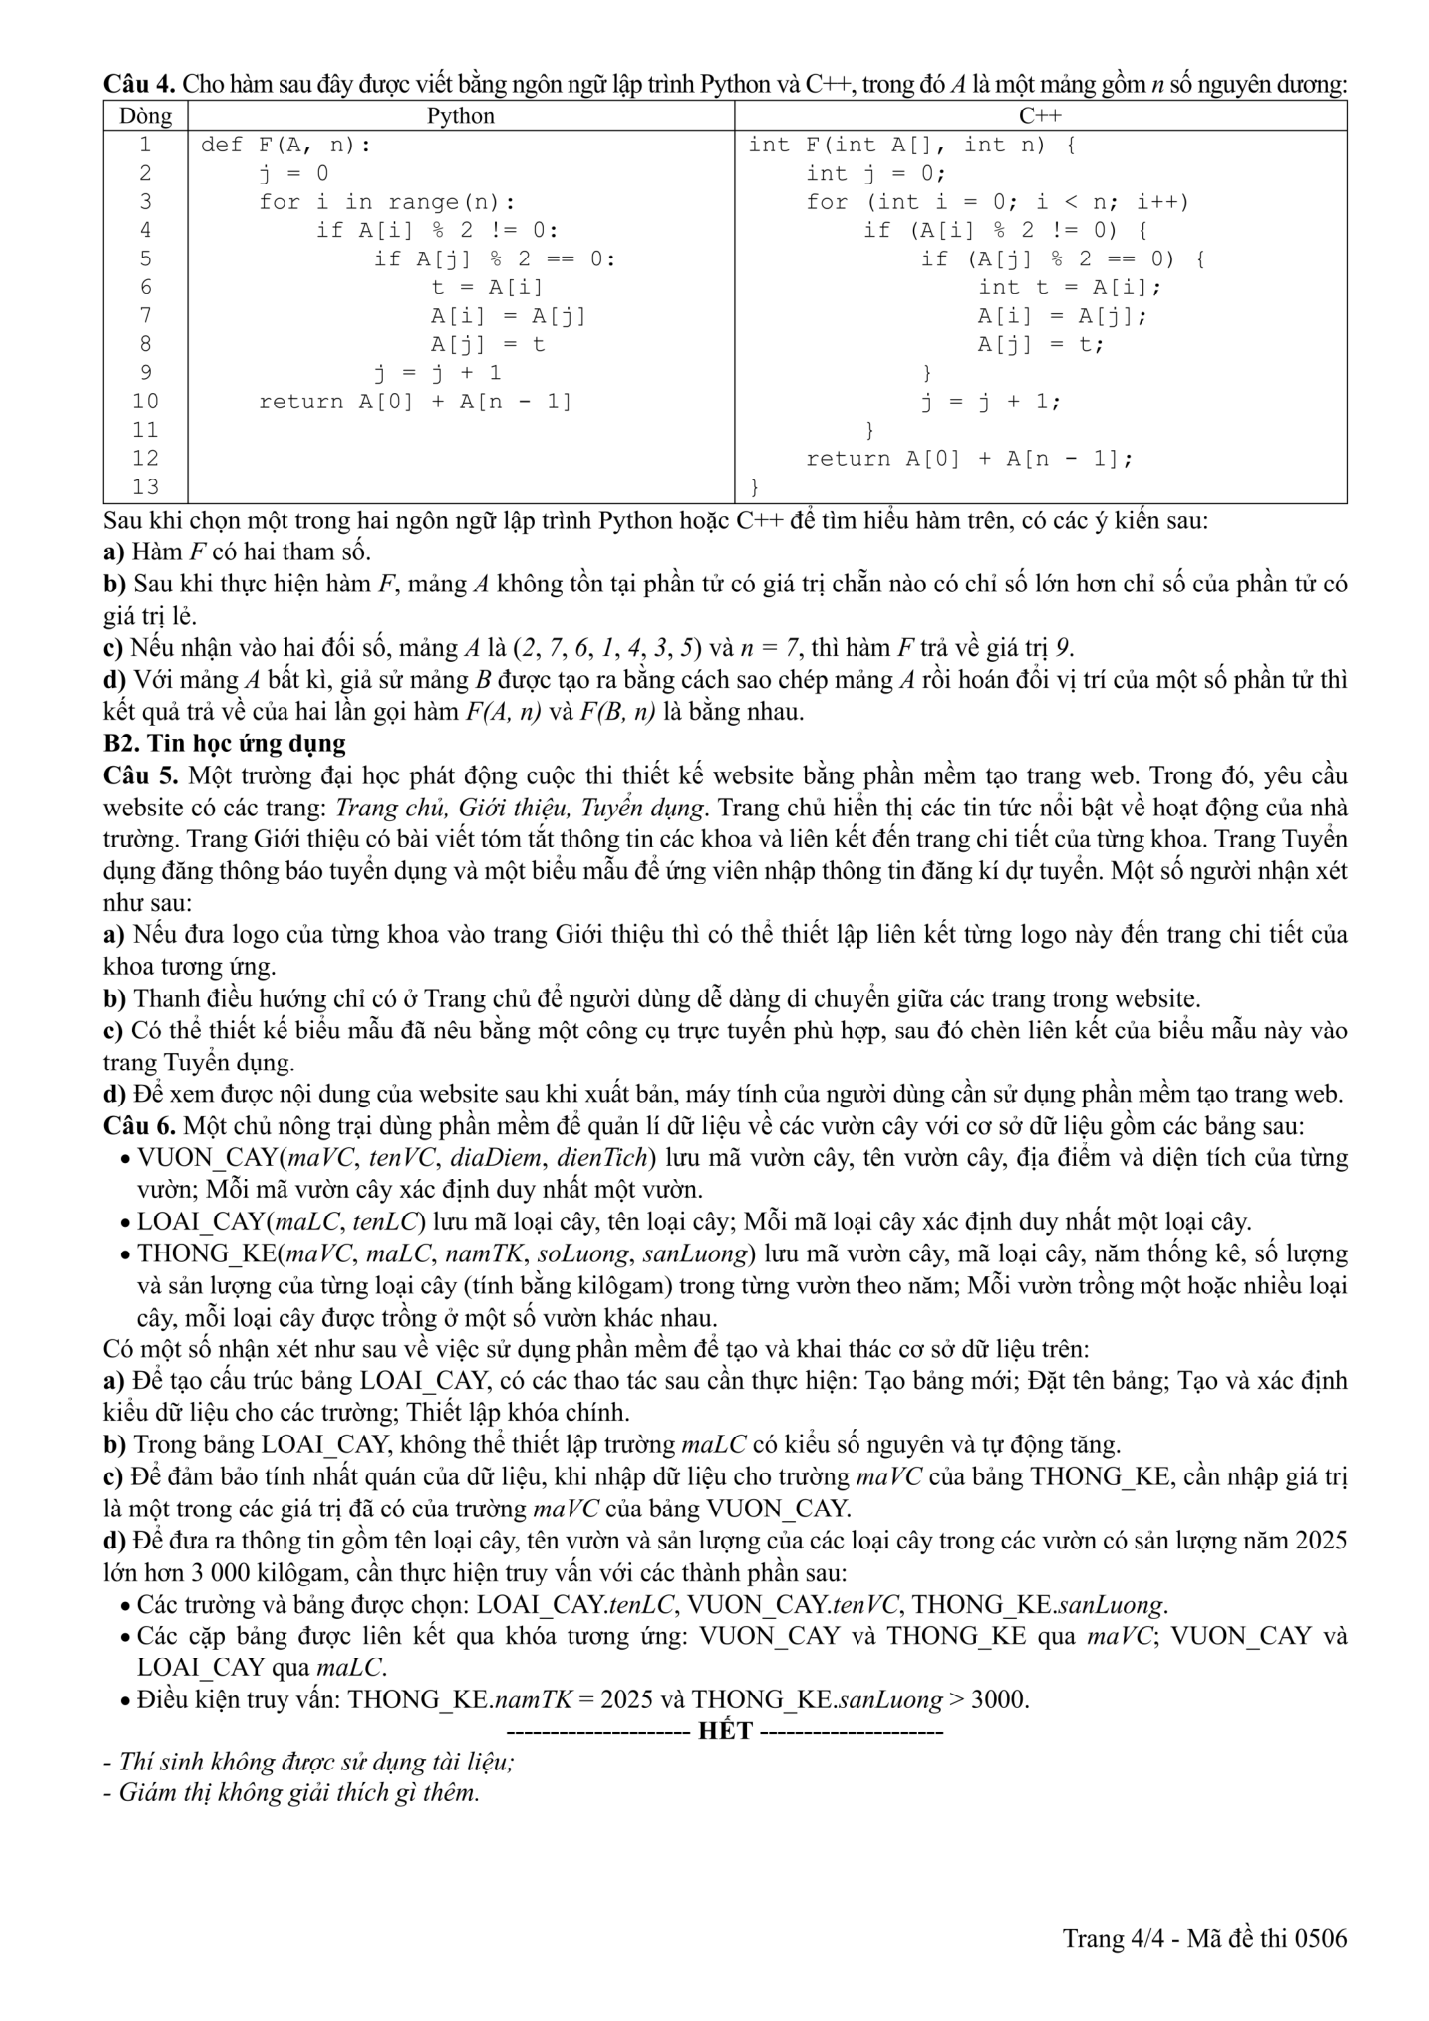 Câu 4. Cho hàm sau đây được viết bằng ngôn ngữ lập trình Python và C++, trong đó A là một mảng gồm n số nguyên dương:
Dòng Python C++
1 def F(A, n): int F(int A[], int n) {
2 j = 0 int j = 0;
3 for i in range(n): for (int i = 0; i < n; i++)
4 if A[i] % 2 != 0: if (A[i] % 2 != 0) {
5 if A[j] % 2 == 0: if (A[j] % 2 == 0) {
6 t = A[i] int t = A[i];
7 A[i] = A[j] A[i] = A[j];
8 A[j] = t A[j] = t;
9 j = j + 1 }
10 return A[0] + A[n - 1] j = j + 1;
11 }
12 return A[0] + A[n - 1];
13 }
Sau khi chọn một trong hai ngôn ngữ lập trình Python hoặc C++ để tìm hiểu hàm trên, có các ý kiến sau:
a) Hàm F có hai tham số.
b) Sau khi thực hiện hàm F, mảng A không tồn tại phần tử có giá trị chẵn nào có chỉ số lớn hơn chỉ số của phần tử có
giá trị lẻ.
c) Nếu nhận vào hai đối số, mảng A là (2, 7, 6, 1, 4, 3, 5) và n = 7, thì hàm F trả về giá trị 9.
d) Với mảng A bất kì, giả sử mảng B được tạo ra bằng cách sao chép mảng A rồi hoán đổi vị trí của một số phần tử thì
kết quả trả về của hai lần gọi hàm F(A, n) và F(B, n) là bằng nhau.
B2. Tin học ứng dụng
Câu 5. Một trường đại học phát động cuộc thi thiết kế website bằng phần mềm tạo trang web. Trong đó, yêu cầu
website có các trang: Trang chủ, Giới thiệu, Tuyển dụng. Trang chủ hiển thị các tin tức nổi bật về hoạt động của nhà
trường. Trang Giới thiệu có bài viết tóm tắt thông tin các khoa và liên kết đến trang chi tiết của từng khoa. Trang Tuyển
dụng đăng thông báo tuyển dụng và một biểu mẫu để ứng viên nhập thông tin đăng kí dự tuyển. Một số người nhận xét
như sau:
a) Nếu đưa logo của từng khoa vào trang Giới thiệu thì có thể thiết lập liên kết từng logo này đến trang chi tiết của
khoa tương ứng.
b) Thanh điều hướng chỉ có ở Trang chủ để người dùng dễ dàng di chuyển giữa các trang trong website.
c) Có thể thiết kế biểu mẫu đã nêu bằng một công cụ trực tuyến phù hợp, sau đó chèn liên kết của biểu mẫu này vào
trang Tuyển dụng.
d) Để xem được nội dung của website sau khi xuất bản, máy tính của người dùng cần sử dụng phần mềm tạo trang web.
Câu 6. Một chủ nông trại dùng phần mềm để quản lí dữ liệu về các vườn cây với cơ sở dữ liệu gồm các bảng sau:
• VUON_CAY(maVC, tenVC, diaDiem, dienTich) lưu mã vườn cây, tên vườn cây, địa điểm và diện tích của từng
vườn; Mỗi mã vườn cây xác định duy nhất một vườn.
• LOAI_CAY(maLC, tenLC) lưu mã loại cây, tên loại cây; Mỗi mã loại cây xác định duy nhất một loại cây.
• THONG_KE(maVC, maLC, namTK, soLuong, sanLuong) lưu mã vườn cây, mã loại cây, năm thống kê, số lượng
và sản lượng của từng loại cây (tính bằng kilôgam) trong từng vườn theo năm; Mỗi vườn trồng một hoặc nhiều loại
cây, mỗi loại cây được trồng ở một số vườn khác nhau.
Có một số nhận xét như sau về việc sử dụng phần mềm để tạo và khai thác cơ sở dữ liệu trên:
a) Để tạo cấu trúc bảng LOAI_CAY, có các thao tác sau cần thực hiện: Tạo bảng mới; Đặt tên bảng; Tạo và xác định
kiểu dữ liệu cho các trường; Thiết lập khóa chính.
b) Trong bảng LOAI_CAY, không thể thiết lập trường maLC có kiểu số nguyên và tự động tăng.
c) Để đảm bảo tính nhất quán của dữ liệu, khi nhập dữ liệu cho trường maVC của bảng THONG_KE, cần nhập giá trị
là một trong các giá trị đã có của trường maVC của bảng VUON_CAY.
d) Để đưa ra thông tin gồm tên loại cây, tên vườn và sản lượng của các loại cây trong các vườn có sản lượng năm 2025
lớn hơn 3 000 kilôgam, cần thực hiện truy vấn với các thành phần sau:
• Các trường và bảng được chọn: LOAI_CAY.tenLC, VUON_CAY.tenVC, THONG_KE.sanLuong.
• Các cặp bảng được liên kết qua khóa tương ứng: VUON_CAY và THONG_KE qua maVC; VUON_CAY và
LOAI_CAY qua maLC.
• Điều kiện truy vấn: THONG_KE.namTK = 2025 và THONG_KE.sanLuong > 3000.
--------------------- HẾT ---------------------
- Thí sinh không được sử dụng tài liệu;
- Giám thị không giải thích gì thêm.
Trang 4/4 - Mã đề thi 0506